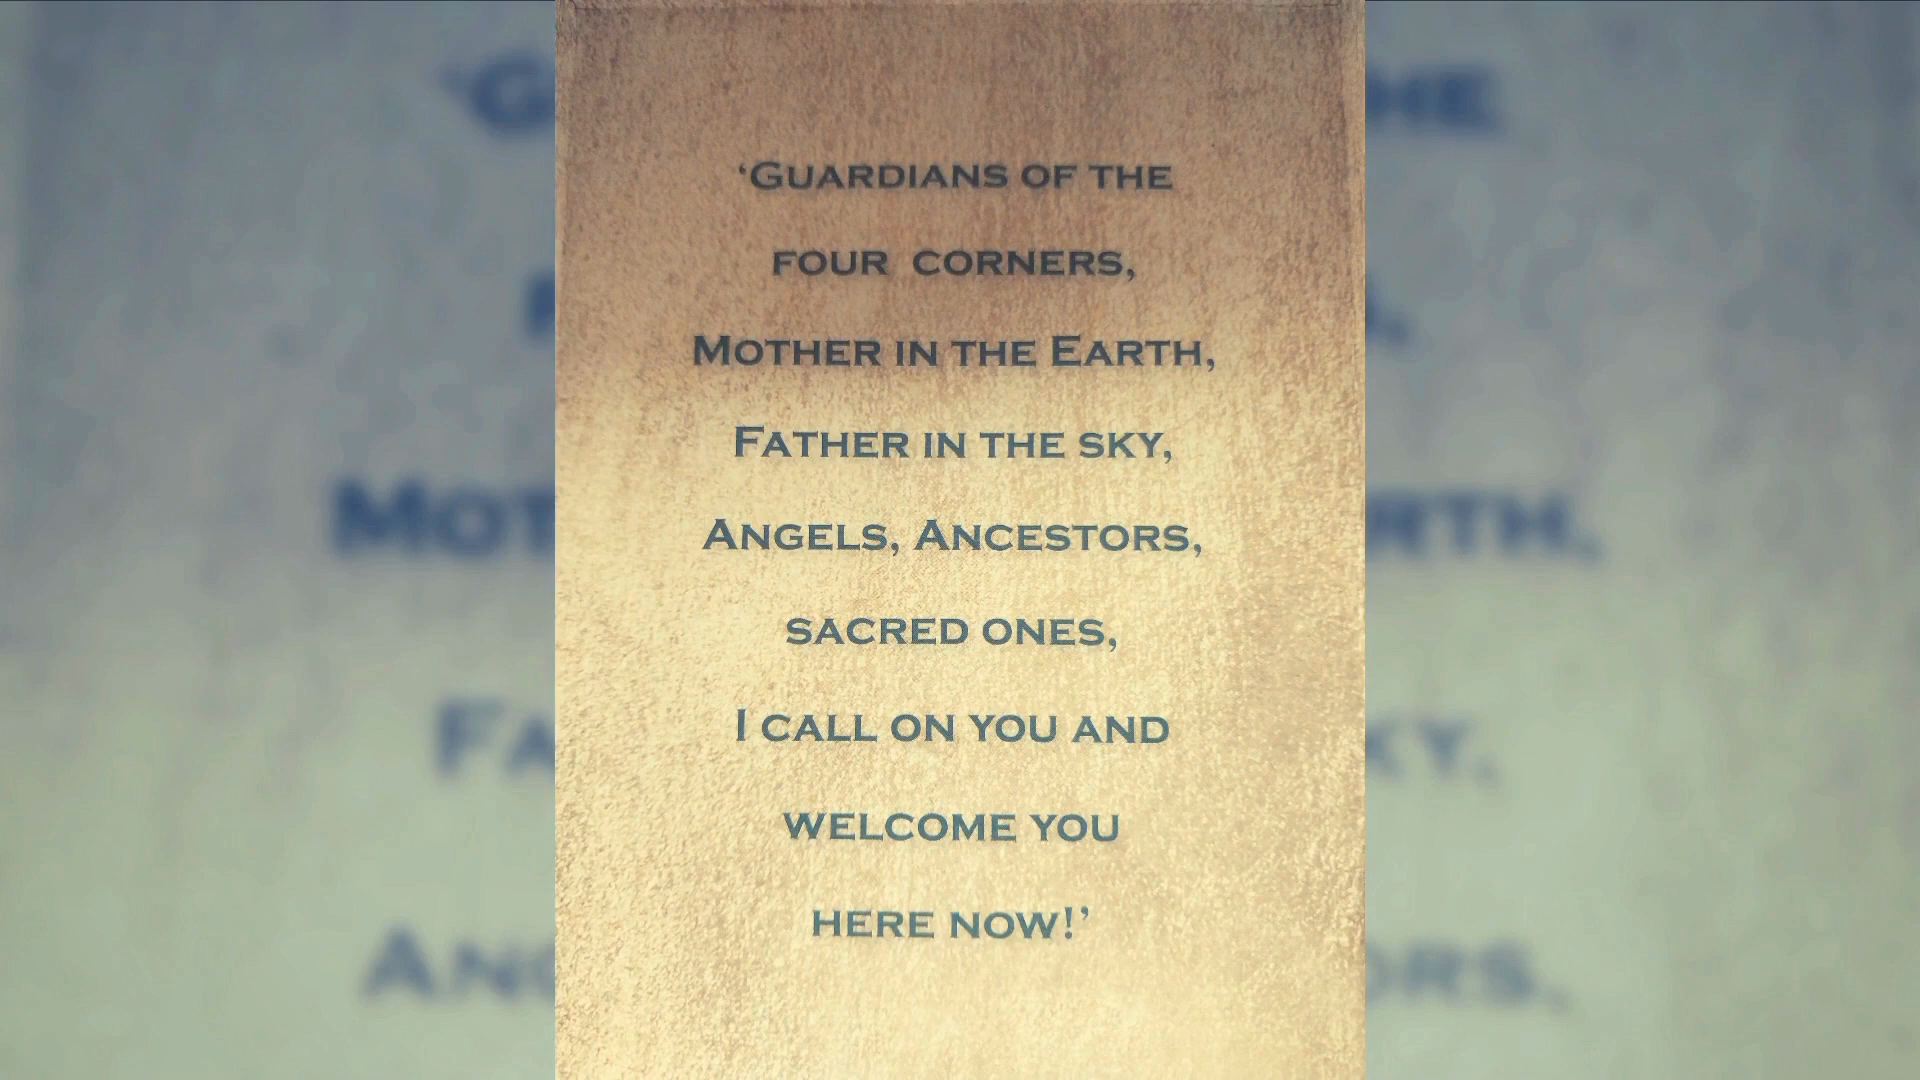 ‘Guardians of the
four corners,
Mother in the Earth,
Father in the sky,
Angels, Ancestors,
sacred ones,
I call on you and
welcome you
here now!’